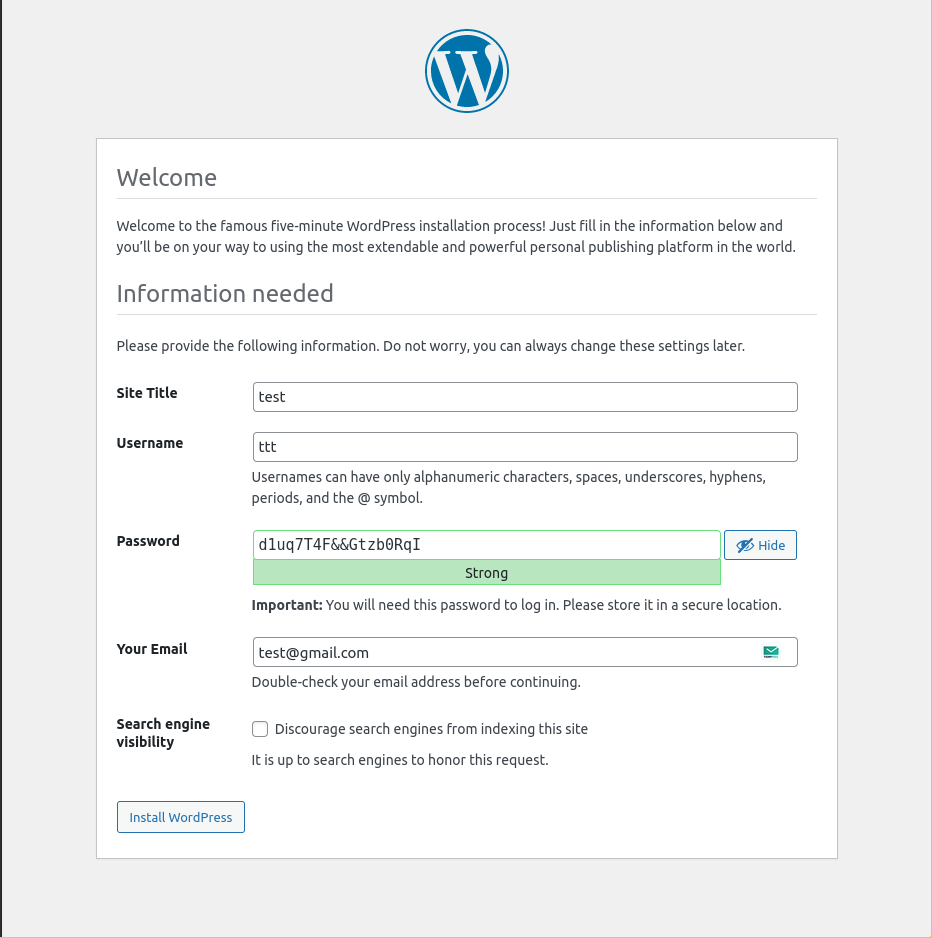 Welcome
Welcome to the famous five-minute WordPress installation process! Just fill in the information below and
you’ll be on your way to using the most extendable and powerful personal publishing platform in the world.
Information needed
Please provide the following information. Do not worry, you can always change these settings later.
Site Title
test
Username
ttt
Usernames can have only alphanumeric characters, spaces, underscores, hyphens,
periods, and the @ symbol.
Password
d1uq7T4F&&Gtzb0RqI
Hide
Strong
Important: You will need this password to log in. Please store it in a secure location.
Your Email
test@gmail.com
Double-check your email address before continuing.
Search engine
visibility
Discourage search engines from indexing this site
It is up to search engines to honor this request.
Install WordPress